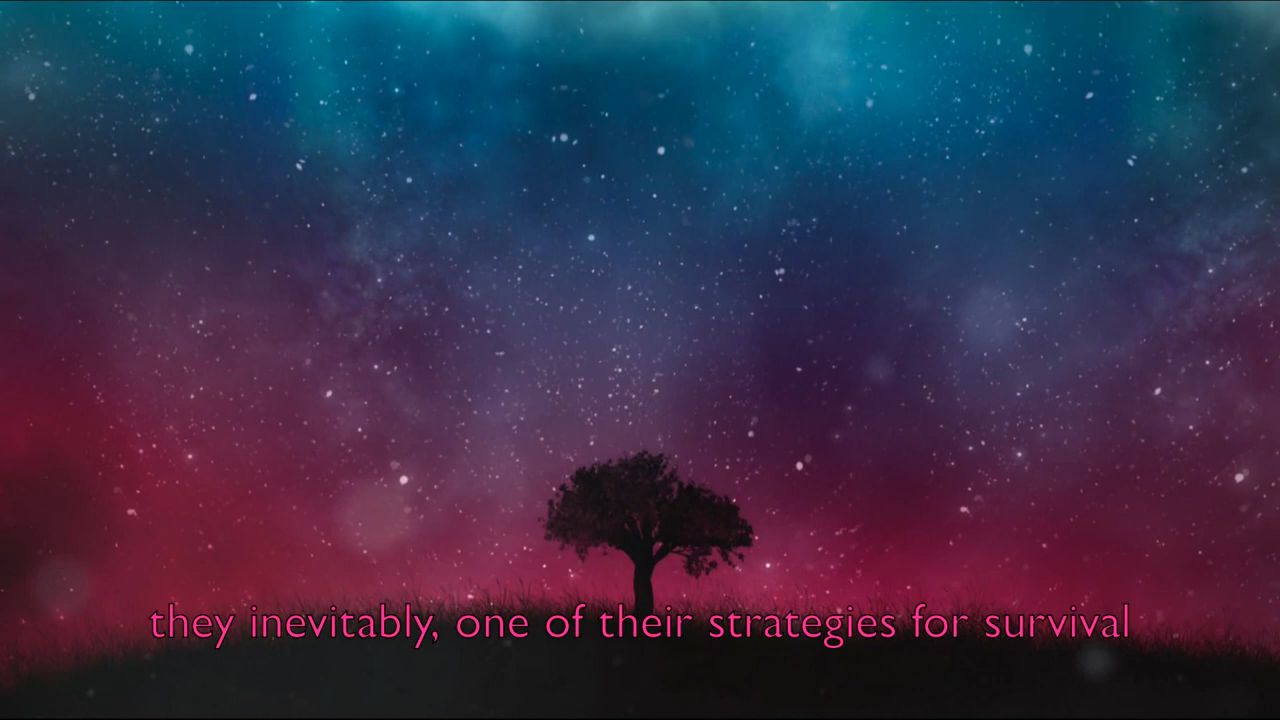 they inevitably, one of their strategies for survival